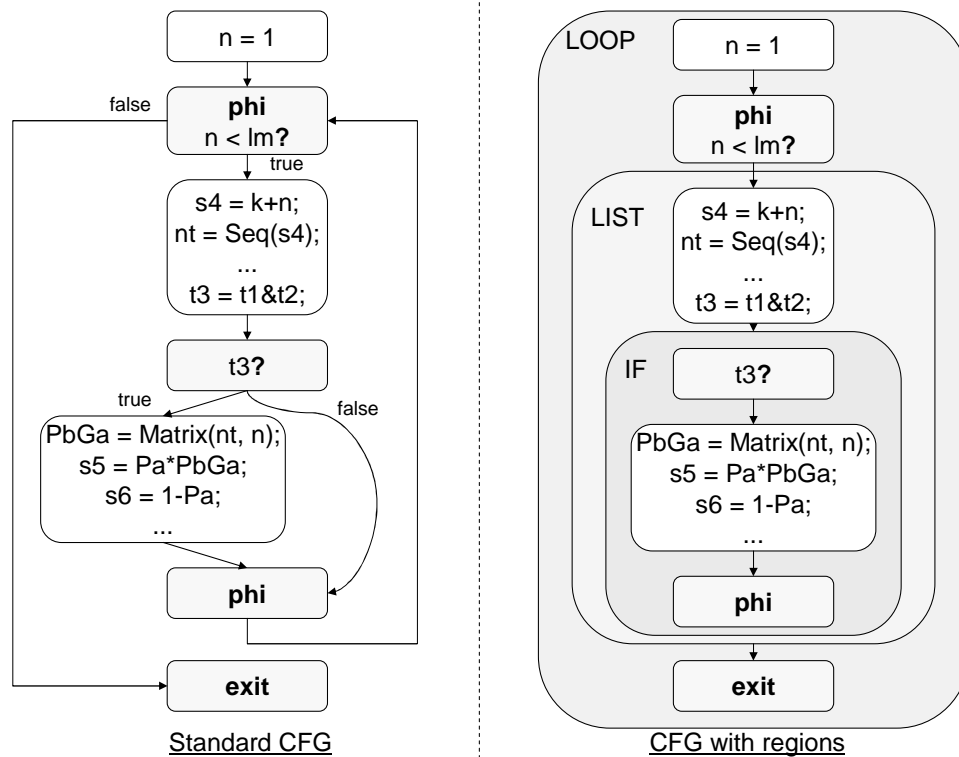 n = 1
false
phi
n < lm?
true
s4 = k+n;
nt = Seq(s4);
...
t3 = t1&t2;
t3?
true
false
PbGa = Matrix(nt, n);
s5 = Pa*PbGa;
s6 = 1-Pa;
...
phi
exit
Standard CFG
LOOP
n = 1
phi
n < lm?
LIST
s4 = k+n;
nt = Seq(s4);
...
t3 = t1&t2;
IF
t3?
PbGa = Matrix(nt, n);
s5 = Pa*PbGa;
s6 = 1-Pa;
...
phi
exit
CFG with regions